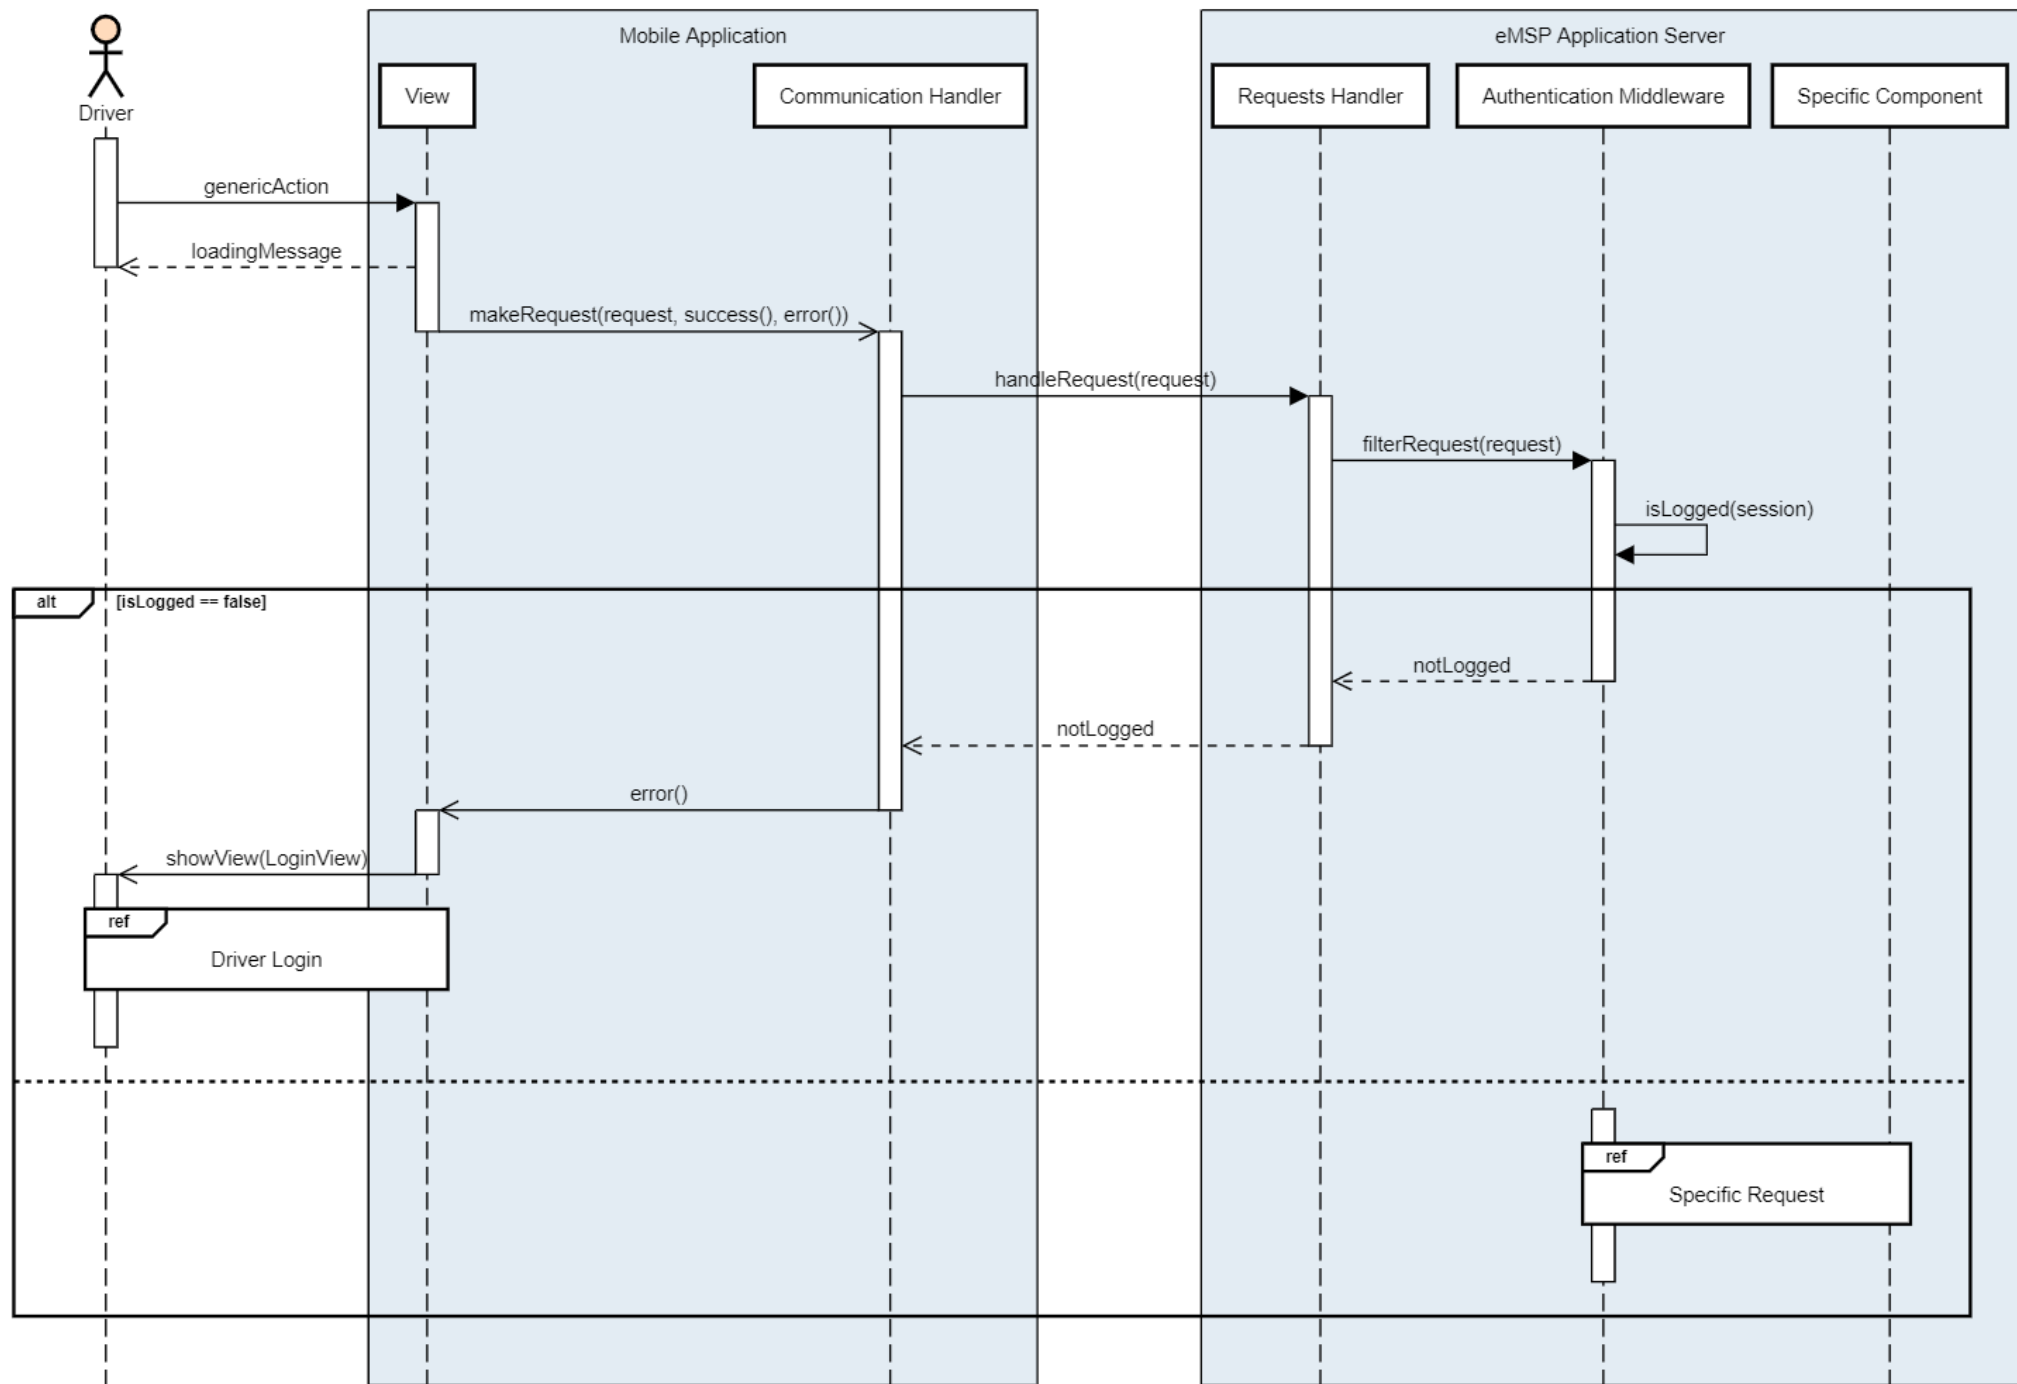 Mobile Application
eMSP Application Server
View
Communication Handler
Requests Handler
Authentication Middleware
Specific Component
Driver
genericAction
loadingMessage
makeRequest(request, success(), error())
handleRequest(request)
filterRequest(request)
isLogged(session)
alt
[isLogged == false]
notLogged
notLogged
error()
showView(LoginView)
ref
Driver Login
ref
Specific Request